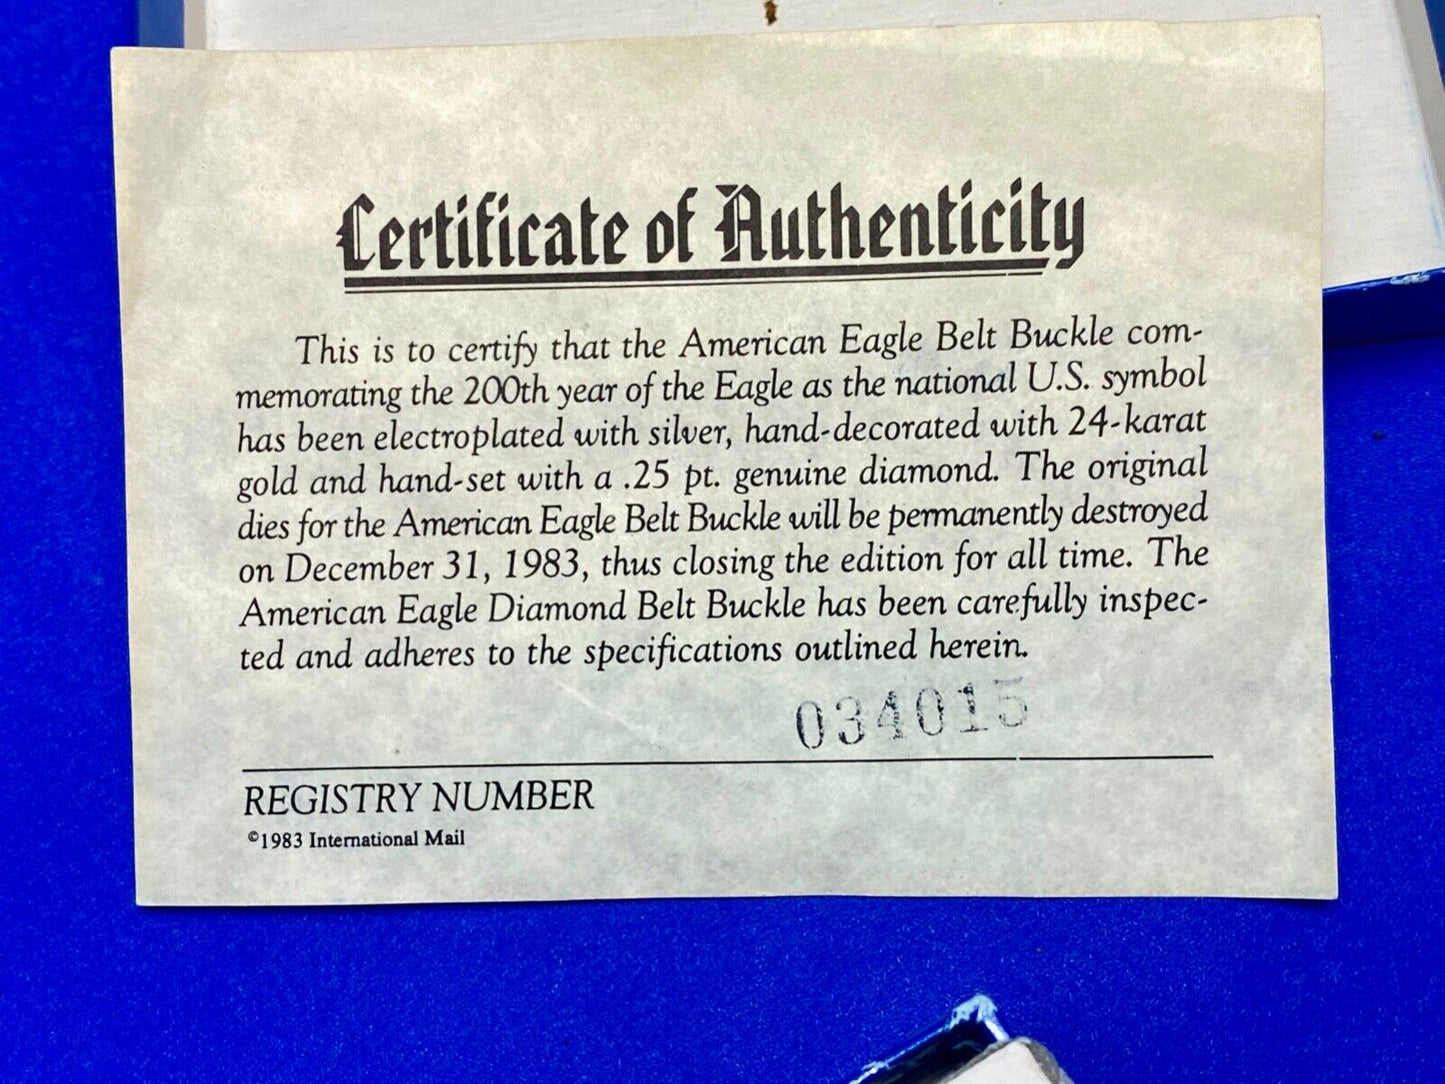 Certificate of Authenticity
This is to certify that the American Eagle Belt Buckle com-
memorating the 200th year of the Eagle as the national U.S. symbol
has been electroplated with silver, hand-decorated with 24-karat
gold and hand-set with a .25 pt. genuine diamond. The original
dies for the American Eagle Belt Buckle will be permanently destroyed
on December 31, 1983, thus closing the edition for all time. The
American Eagle Diamond Belt Buckle has been carefully inspec-
ted and adheres to the specifications outlined herein.
034015
REGISTRY NUMBER
©1983 International Mail